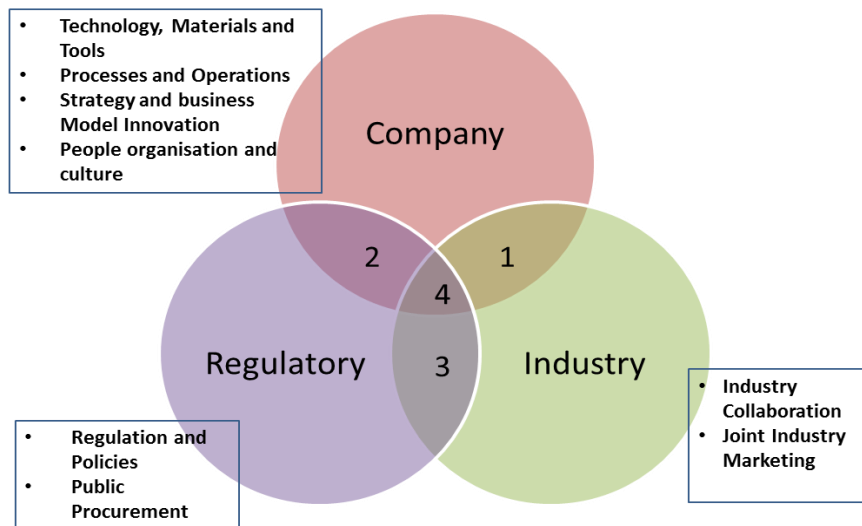 • Technology, Materials and
Tools
• Processes and Operations
• Strategy and business
Model Innovation
• People organisation and
culture
Company
2
1
4
Regulatory
3
Industry
• Industry
Collaboration
• Joint Industry
Marketing
• Regulation and
Policies
• Public
Procurement